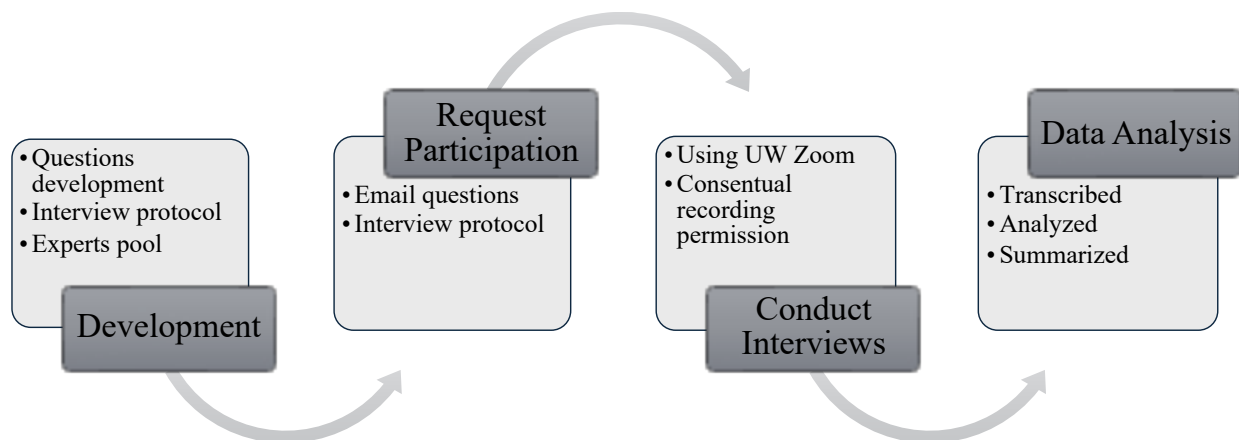 • Questions
development
• Interview protocol
• Experts pool
Development
Request
Participation
• Email questions
• Interview protocol
• Using UW Zoom
• Consentual
recording
permission
Conduct
Interviews
Data Analysis
• Transcribed
• Analyzed
• Summarized